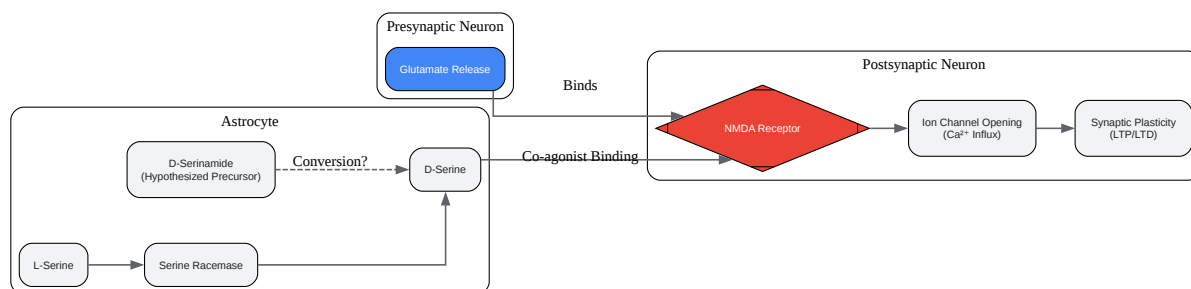 Presynaptic Neuron
Glutamate Release
Binds
Postsynaptic Neuron
NMDA Receptor
Ion Channel Opening
(Ca²⁺ Influx)
Synaptic Plasticity
(LTP/LTD)
Astrocyte
D-Serinamide
(Hypothesized Precursor)
Conversion?
D-Serine
Co-agonist Binding
L-Serine
Serine Racemase